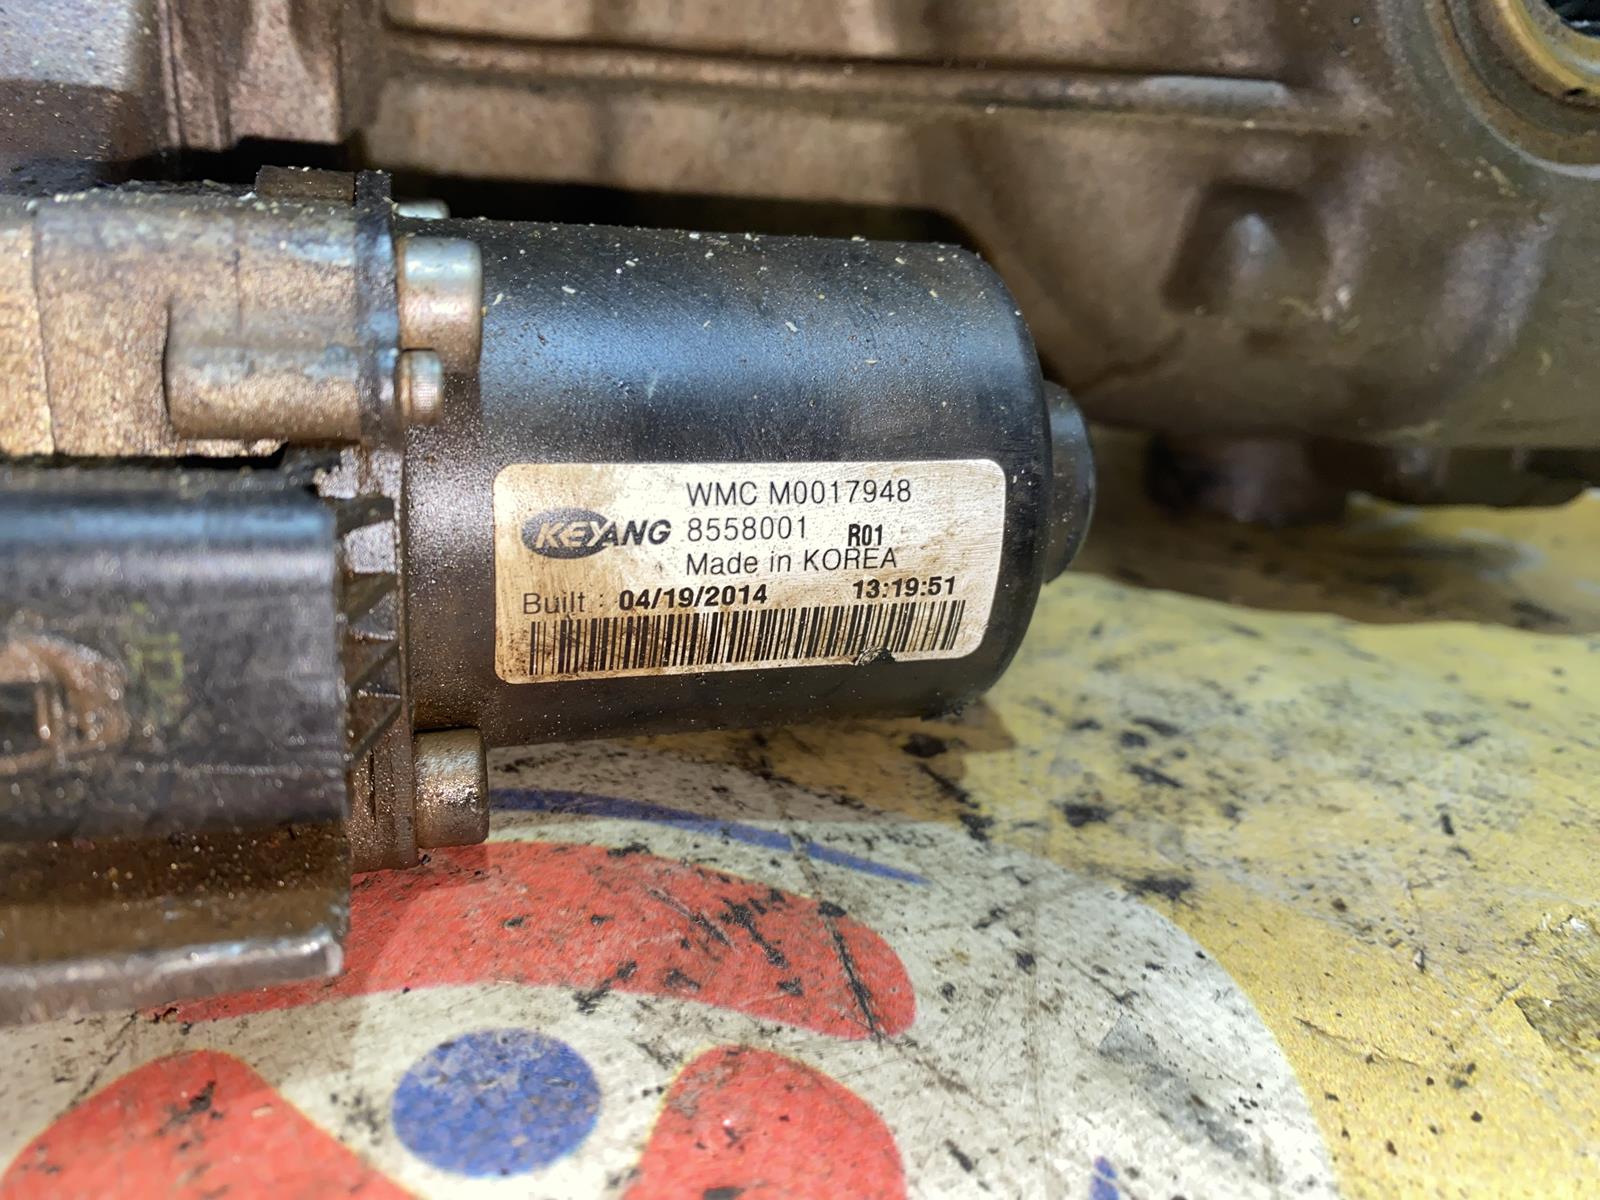 WMC M0017948
KEYANG 8558001 R01
Made in KOREA
Built : 04/19/2014 13:19:51